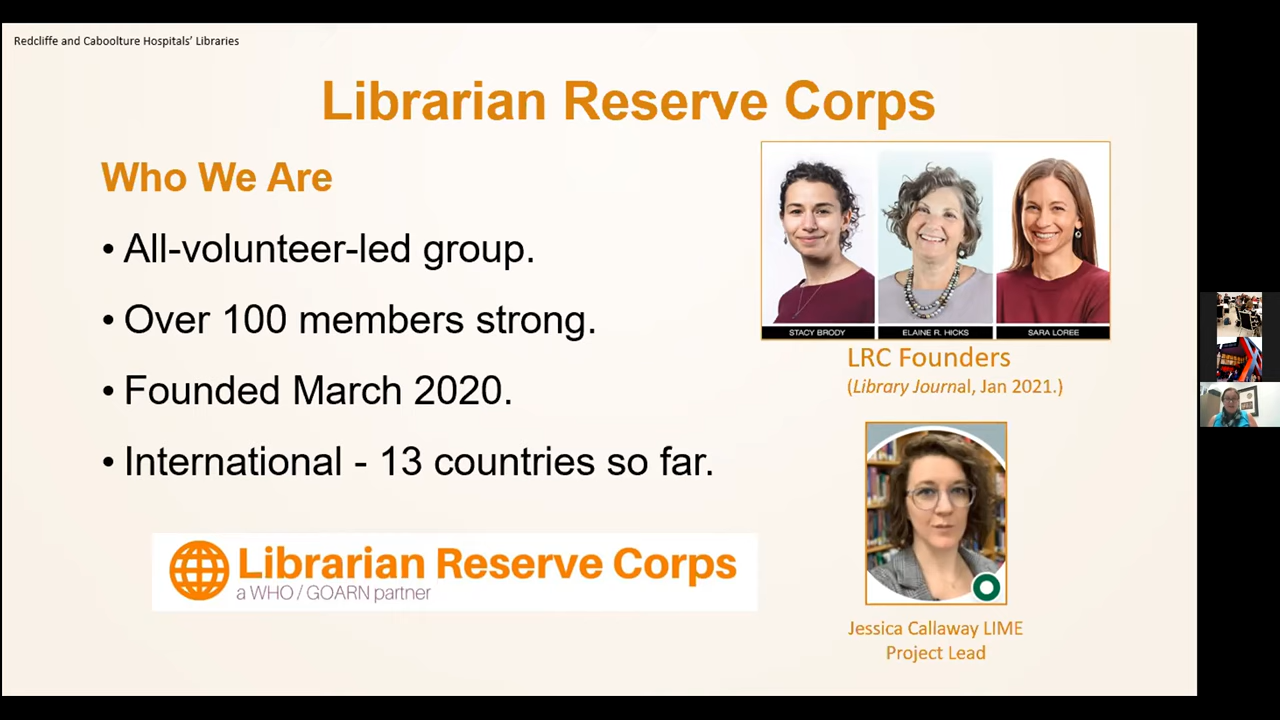 Redcliffe and Caboolture Hospitals' Libraries
Librarian Reserve Corps
Who We Are
• All-volunteer-led group.
• Over 100 members strong.
• Founded March 2020.
• International - 13 countries so far.
Librarian Reserve Corps
a WHO / GOARN partner
STACY BRODY
ELAINE R. HICKS
SARA LOREE
LRC Founders
(Library Journal, Jan 2021.)
Jessica Callaway LIME
Project Lead